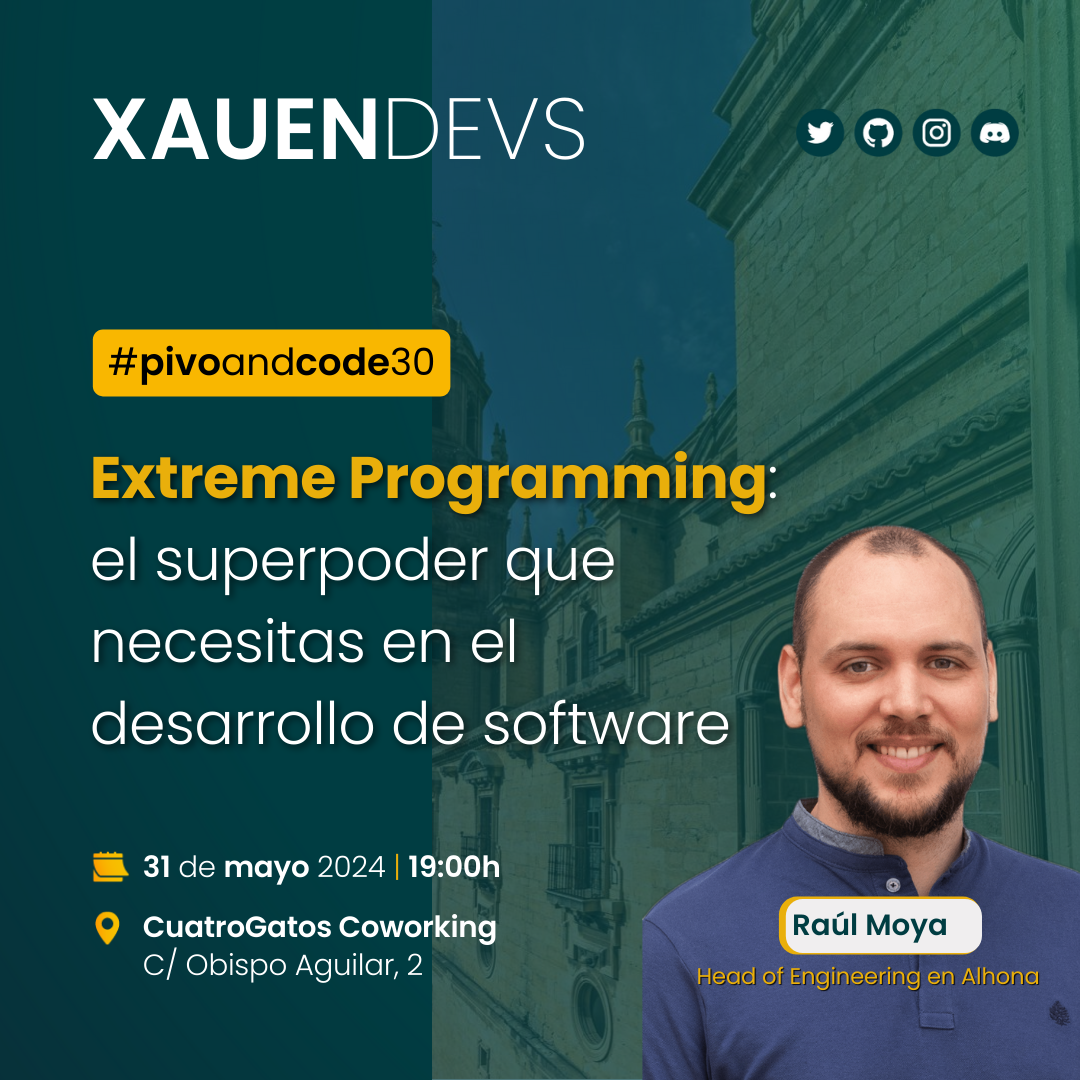 XAUENDEVS
#pivoandcode30
Extreme Programming:
el superpoder que
necesitas en el
desarrollo de software
31 de mayo 2024 | 19:00h
CuatroGatos Coworking
C/ Obispo Aguilar, 2
Raúl Moya
Head of Engineering en Alhona